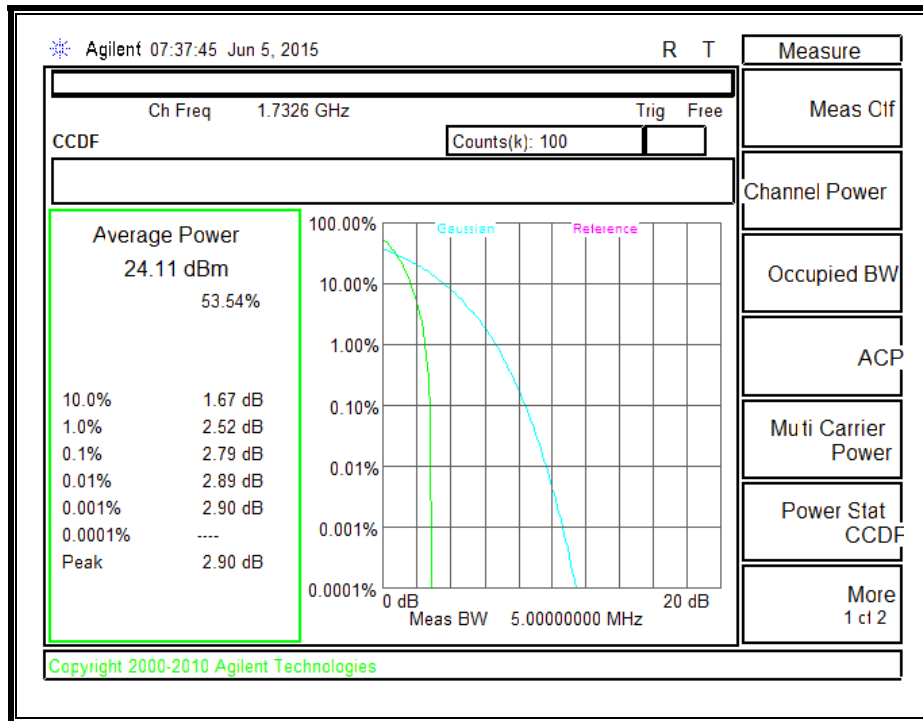 Agilent 07:37:45 Jun 5, 2015 R T
Ch Freq 1.7326 GHz Trig Free
CCDF Counts(k): 100
Average Power
24.11 dBm
53.54%
10.0% 1.67 dB
1.0% 2.52 dB
0.1% 2.79 dB
0.01% 2.89 dB
0.001% 2.90 dB
0.0001% ----
Peak 2.90 dB
Gaussian Reference
100.00%
10.00%
1.00%
0.10%
0.01%
0.001%
0.0001%
0 dB 20 dB
Meas BW 5.00000000 MHz
Measure
Meas Off
Channel Power
Occupied BW
ACP
Multi Carrier
Power
Power Stat
CCDF
More
1 of 2
Copyright 2000-2010 Agilent Technologies